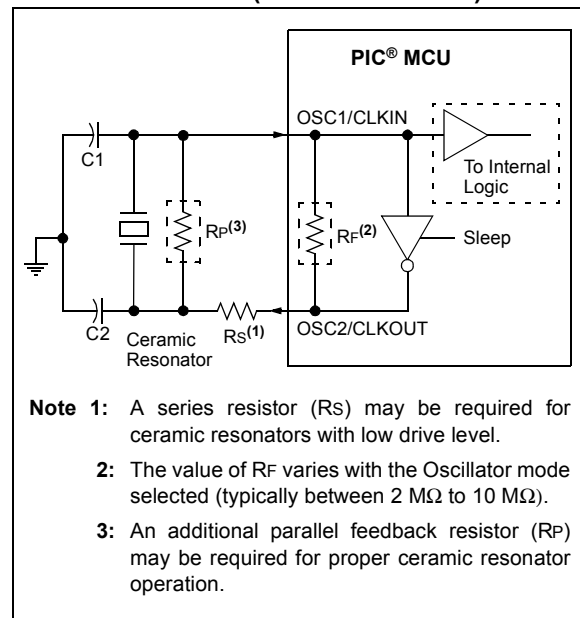 PIC® MCU
OSC1/CLKIN
C1
To Internal
Logic
RP(3)
RF(2)
Sleep
C2
Ceramic
Resonator
RS(1)
OSC2/CLKOUT
Note 1: A series resistor (RS) may be required for
ceramic resonators with low drive level.
2: The value of RF varies with the Oscillator mode
selected (typically between 2 MΩ to 10 MΩ).
3: An additional parallel feedback resistor (RP)
may be required for proper ceramic resonator
operation.